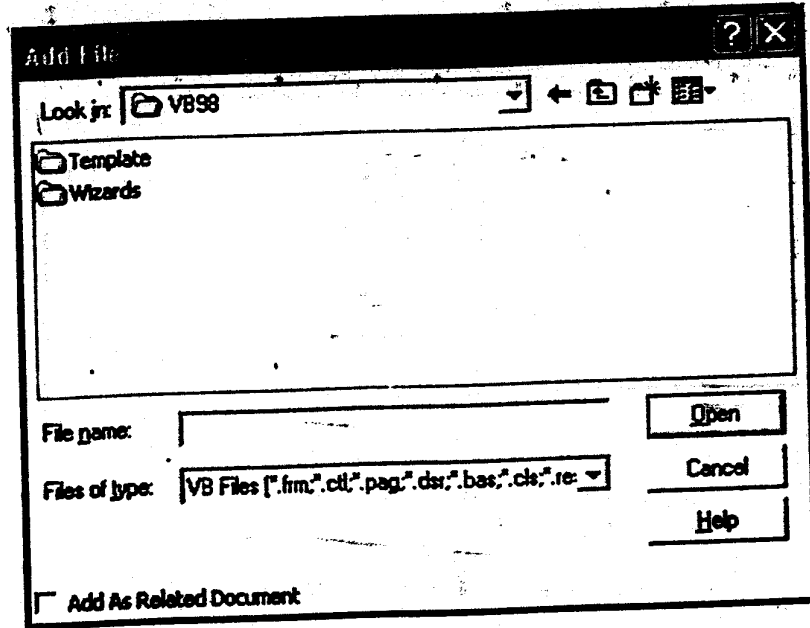 Add File
Look in: VB98
Template
Wizards
File name:
Open
Files of type: VB Files (*.frm;*.ctl;*.pag;*.dsr;*.bas;*.cls;*.re:
Cancel
Help
Add As Related Document